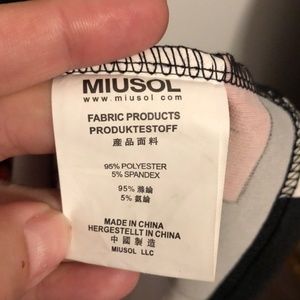 MIUSOL
www.miusol com
FABRIC PRODUCTS
PRODUKTESTOFF
產品面料
95% POLYESTER
5% SPANDEX
95% 滌綸
5% 氨綸
MADE IN CHINA
HERGESTELLT IN CHINA
中國製造
MIUSOL LLC